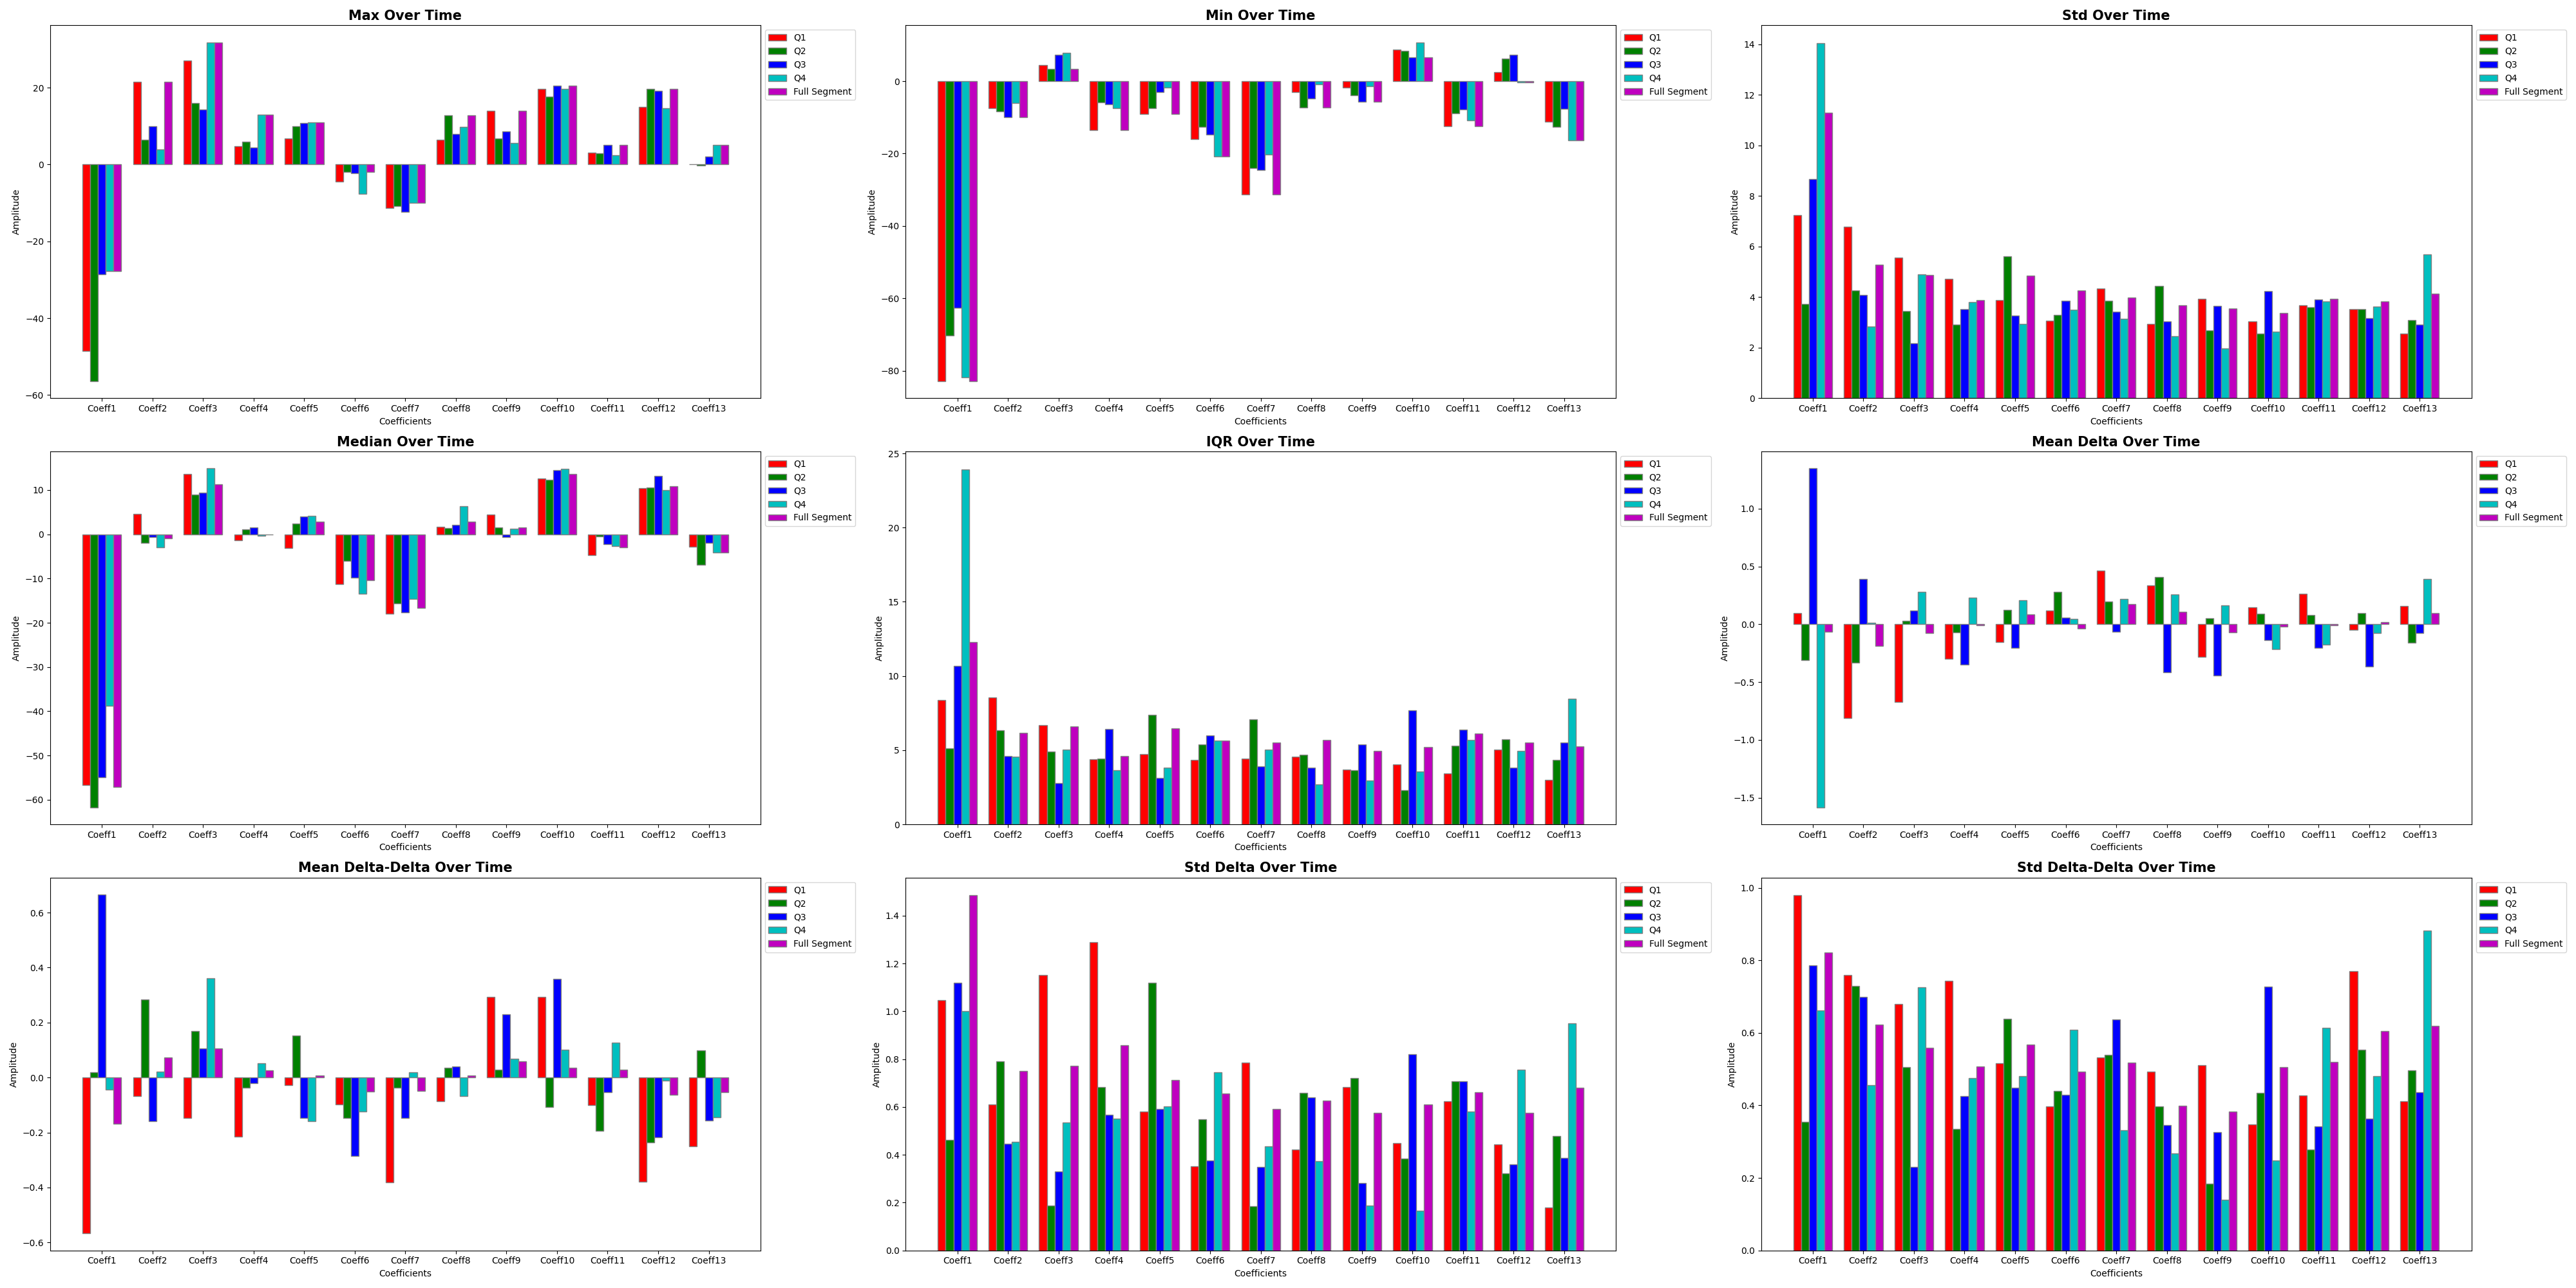 Max Over Time
Amplitude
20
0
−20
−40
−60
Coeff1 Coeff2 Coeff3 Coeff4 Coeff5 Coeff6 Coeff7 Coeff8 Coeff9 Coeff10 Coeff11 Coeff12 Coeff13
Coefficients
Q1
Q2
Q3
Q4
Full Segment
Min Over Time
Amplitude
0
−20
−40
−60
−80
Coeff1 Coeff2 Coeff3 Coeff4 Coeff5 Coeff6 Coeff7 Coeff8 Coeff9 Coeff10 Coeff11 Coeff12 Coeff13
Coefficients
Q1
Q2
Q3
Q4
Full Segment
Std Over Time
Amplitude
14
12
10
8
6
4
2
0
Coeff1 Coeff2 Coeff3 Coeff4 Coeff5 Coeff6 Coeff7 Coeff8 Coeff9 Coeff10 Coeff11 Coeff12 Coeff13
Coefficients
Q1
Q2
Q3
Q4
Full Segment
Median Over Time
Amplitude
10
0
−10
−20
−30
−40
−50
−60
Coeff1 Coeff2 Coeff3 Coeff4 Coeff5 Coeff6 Coeff7 Coeff8 Coeff9 Coeff10 Coeff11 Coeff12 Coeff13
Coefficients
Q1
Q2
Q3
Q4
Full Segment
IQR Over Time
Amplitude
25
20
15
10
5
0
Coeff1 Coeff2 Coeff3 Coeff4 Coeff5 Coeff6 Coeff7 Coeff8 Coeff9 Coeff10 Coeff11 Coeff12 Coeff13
Coefficients
Q1
Q2
Q3
Q4
Full Segment
Mean Delta Over Time
Amplitude
1.0
0.5
0.0
−0.5
−1.0
−1.5
Coeff1 Coeff2 Coeff3 Coeff4 Coeff5 Coeff6 Coeff7 Coeff8 Coeff9 Coeff10 Coeff11 Coeff12 Coeff13
Coefficients
Q1
Q2
Q3
Q4
Full Segment
Mean Delta-Delta Over Time
Amplitude
0.6
0.4
0.2
0.0
−0.2
−0.4
−0.6
Coeff1 Coeff2 Coeff3 Coeff4 Coeff5 Coeff6 Coeff7 Coeff8 Coeff9 Coeff10 Coeff11 Coeff12 Coeff13
Coefficients
Q1
Q2
Q3
Q4
Full Segment
Std Delta Over Time
Amplitude
1.4
1.2
1.0
0.8
0.6
0.4
0.2
0.0
Coeff1 Coeff2 Coeff3 Coeff4 Coeff5 Coeff6 Coeff7 Coeff8 Coeff9 Coeff10 Coeff11 Coeff12 Coeff13
Coefficients
Q1
Q2
Q3
Q4
Full Segment
Std Delta-Delta Over Time
Amplitude
1.0
0.8
0.6
0.4
0.2
0.0
Coeff1 Coeff2 Coeff3 Coeff4 Coeff5 Coeff6 Coeff7 Coeff8 Coeff9 Coeff10 Coeff11 Coeff12 Coeff13
Coefficients
Q1
Q2
Q3
Q4
Full Segment